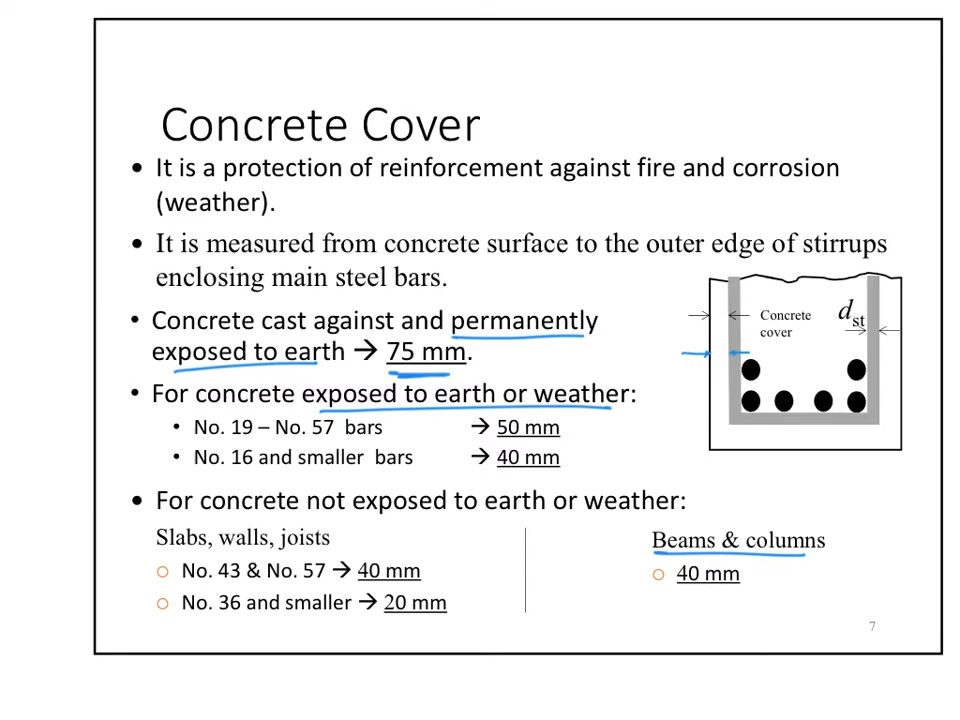 Concrete Cover
• It is a protection of reinforcement against fire and corrosion
(weather).
• It is measured from concrete surface to the outer edge of stirrups
enclosing main steel bars.
• Concrete cast against and permanently
exposed to earth → 75 mm.
Concrete
cover
dst
• For concrete exposed to earth or weather:
• No. 19 – No. 57 bars → 50 mm
• No. 16 and smaller bars → 40 mm
• For concrete not exposed to earth or weather:
Slabs, walls, joists
○ No. 43 & No. 57 → 40 mm
○ No. 36 and smaller → 20 mm
Beams & columns
○ 40 mm
7